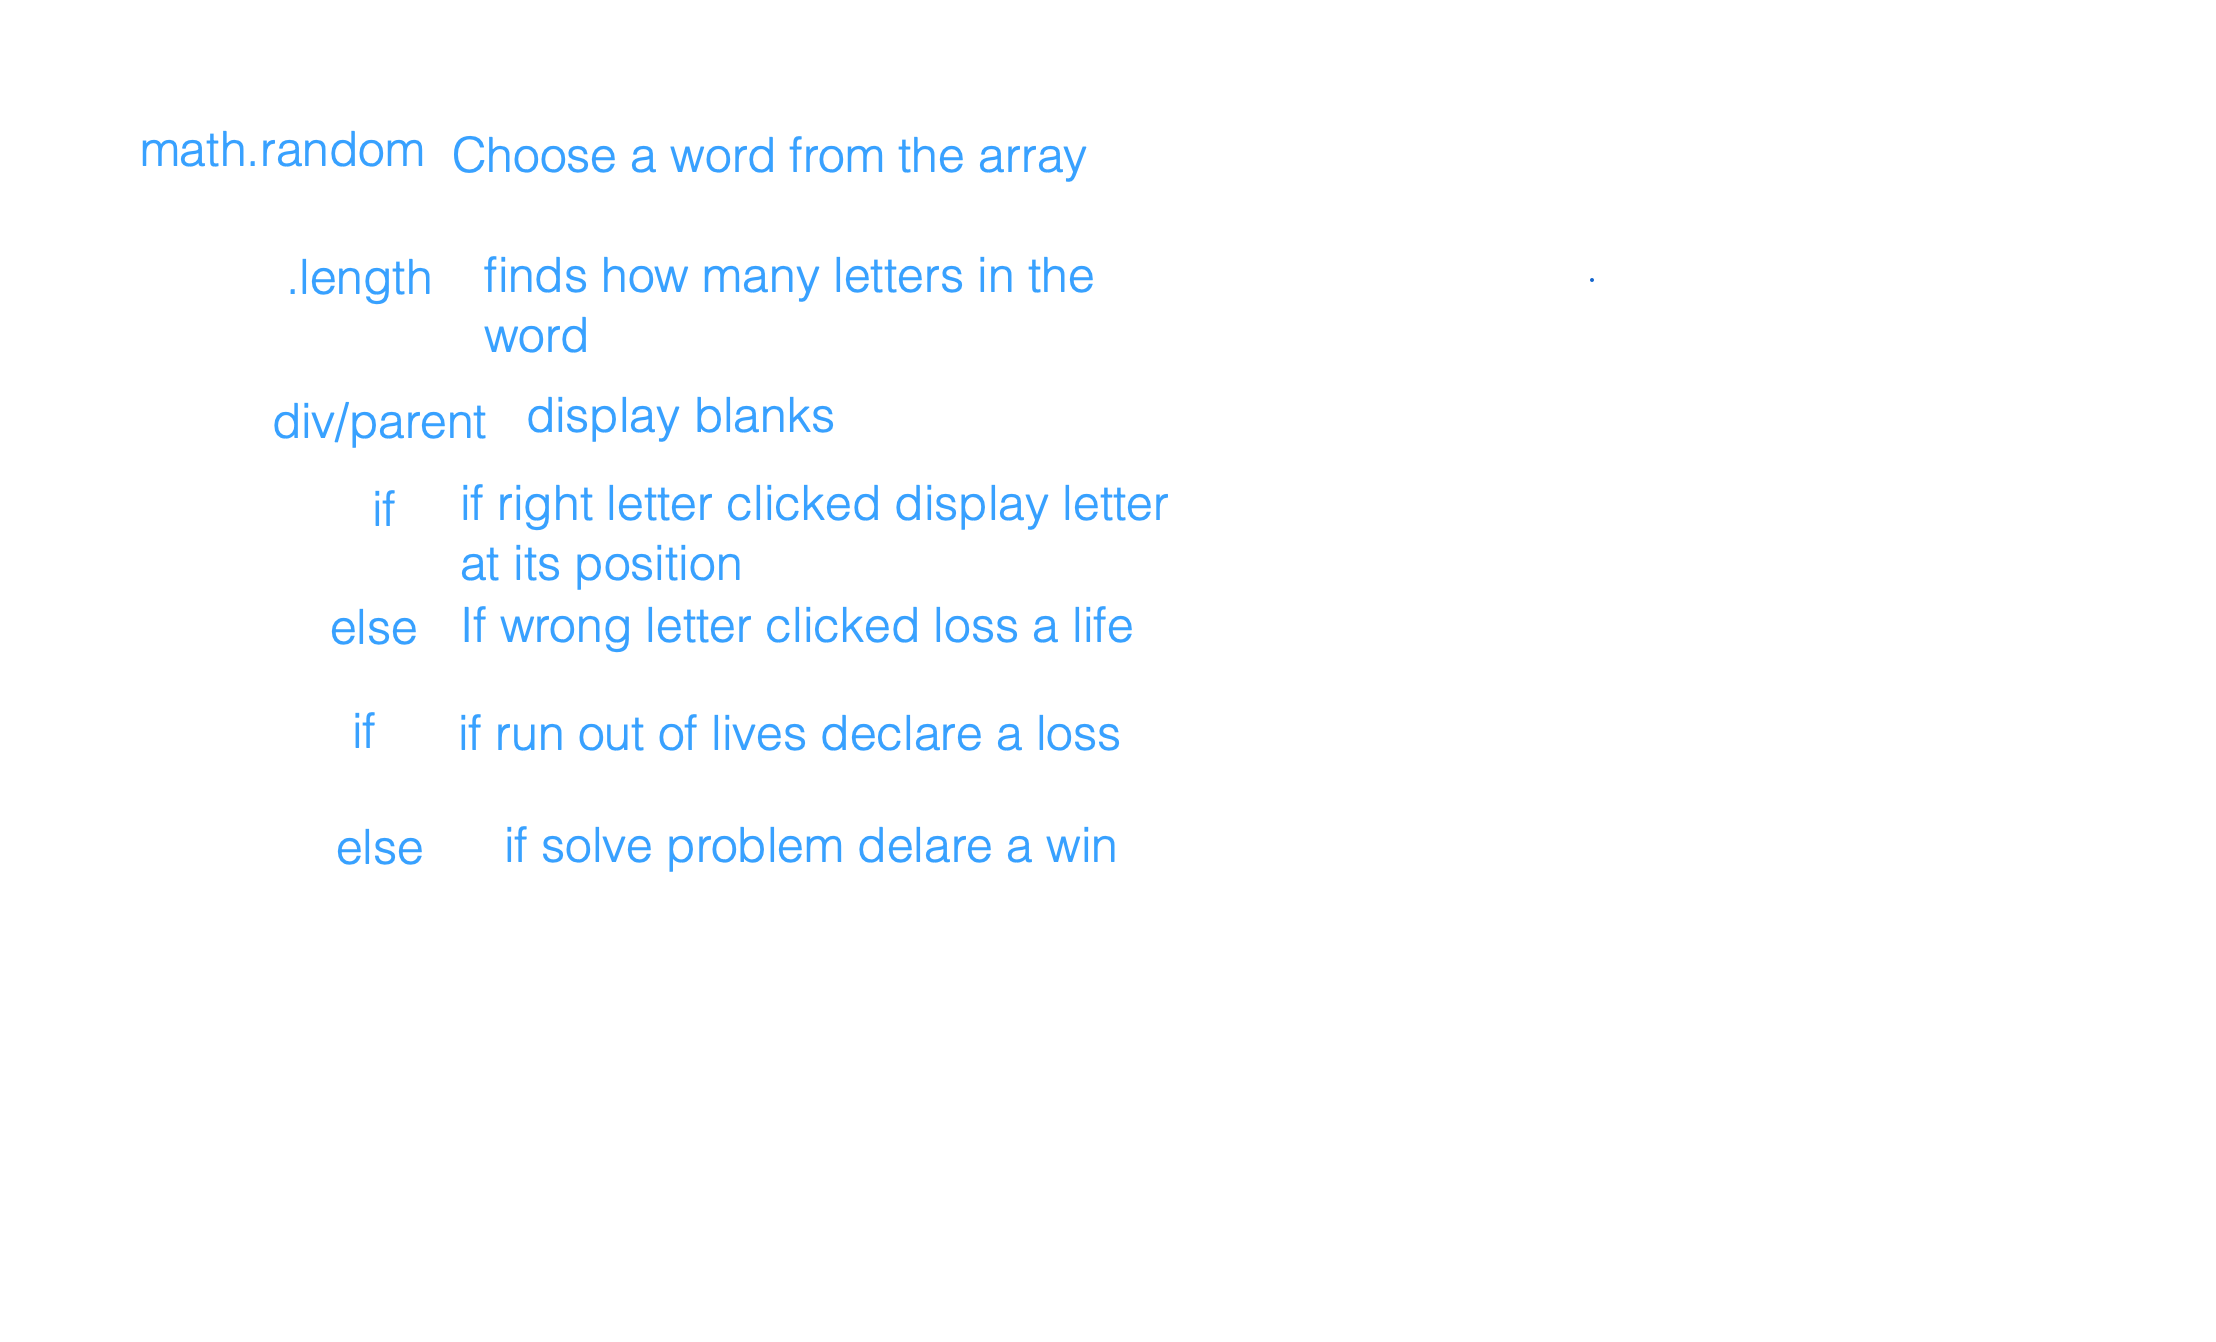 math.random Choose a word from the array
.length finds how many letters in the
word
div/parent display blanks
if if right letter clicked display letter
at its position
else If wrong letter clicked loss a life
if if run out of lives declare a loss
else if solve problem delare a win